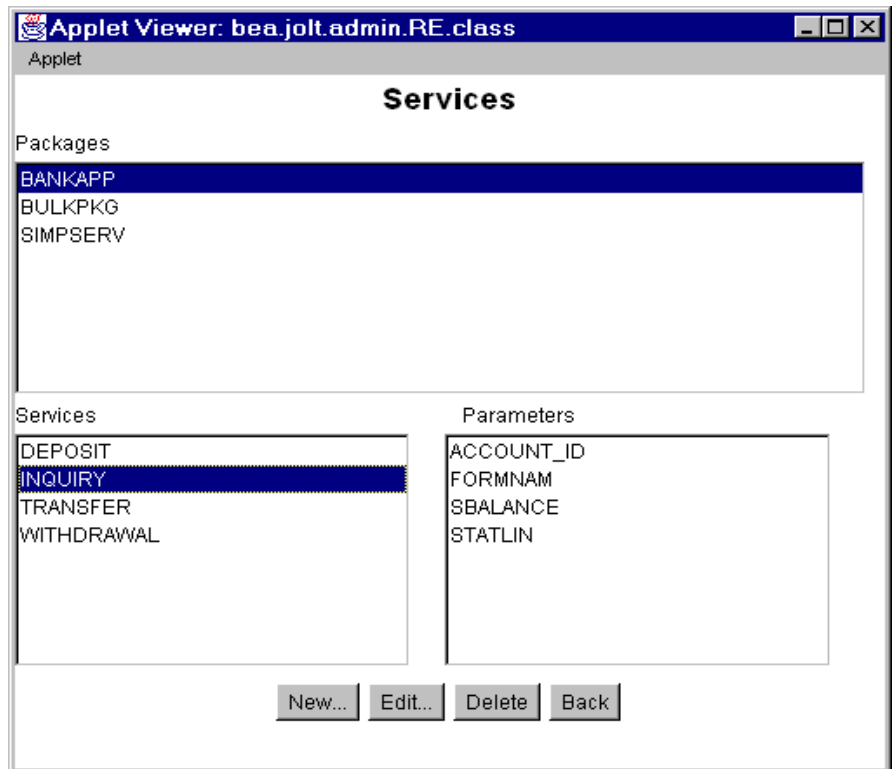 Applet Viewer: bea.jolt.admin.RE.class
Applet
Services
Packages
BANKAPP
BULKPKG
SIMPSERV
Services
DEPOSIT
INQUIRY
TRANSFER
WITHDRAWAL
Parameters
ACCOUNT_ID
FORMNAM
SBALANCE
STATLIN
New... Edit... Delete Back